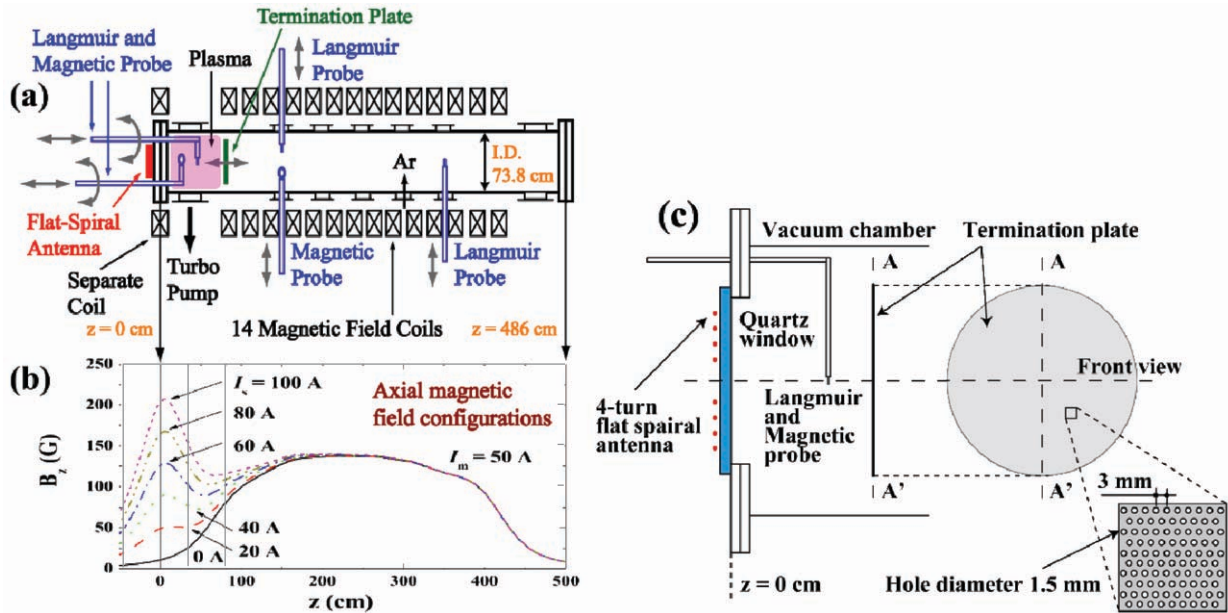 Termination Plate
Langmuir and
Magnetic Probe
Plasma
Langmuir
Probe
(a)
I.D.
73.8 cm
Ar
Flat-Spiral
Antenna
Separate
Coil
Turbo
Pump
Magnetic
Probe
Langmuir
Probe
z = 0 cm
14 Magnetic Field Coils
z = 486 cm
(b)
250
200
150
100
50
0
B_z (G)
I_s = 100 A
80 A
60 A
40 A
20 A
0 A
Axial magnetic
field configurations
I_m = 50 A
0
100
200
300
400
500
z (cm)
(c)
Vacuum chamber
Termination plate
A
A
Quartz
window
Front view
4-turn
flat spairal
antenna
Langmuir
and
Magnetic
probe
A'
A'
3 mm
Hole diameter 1.5 mm
z = 0 cm